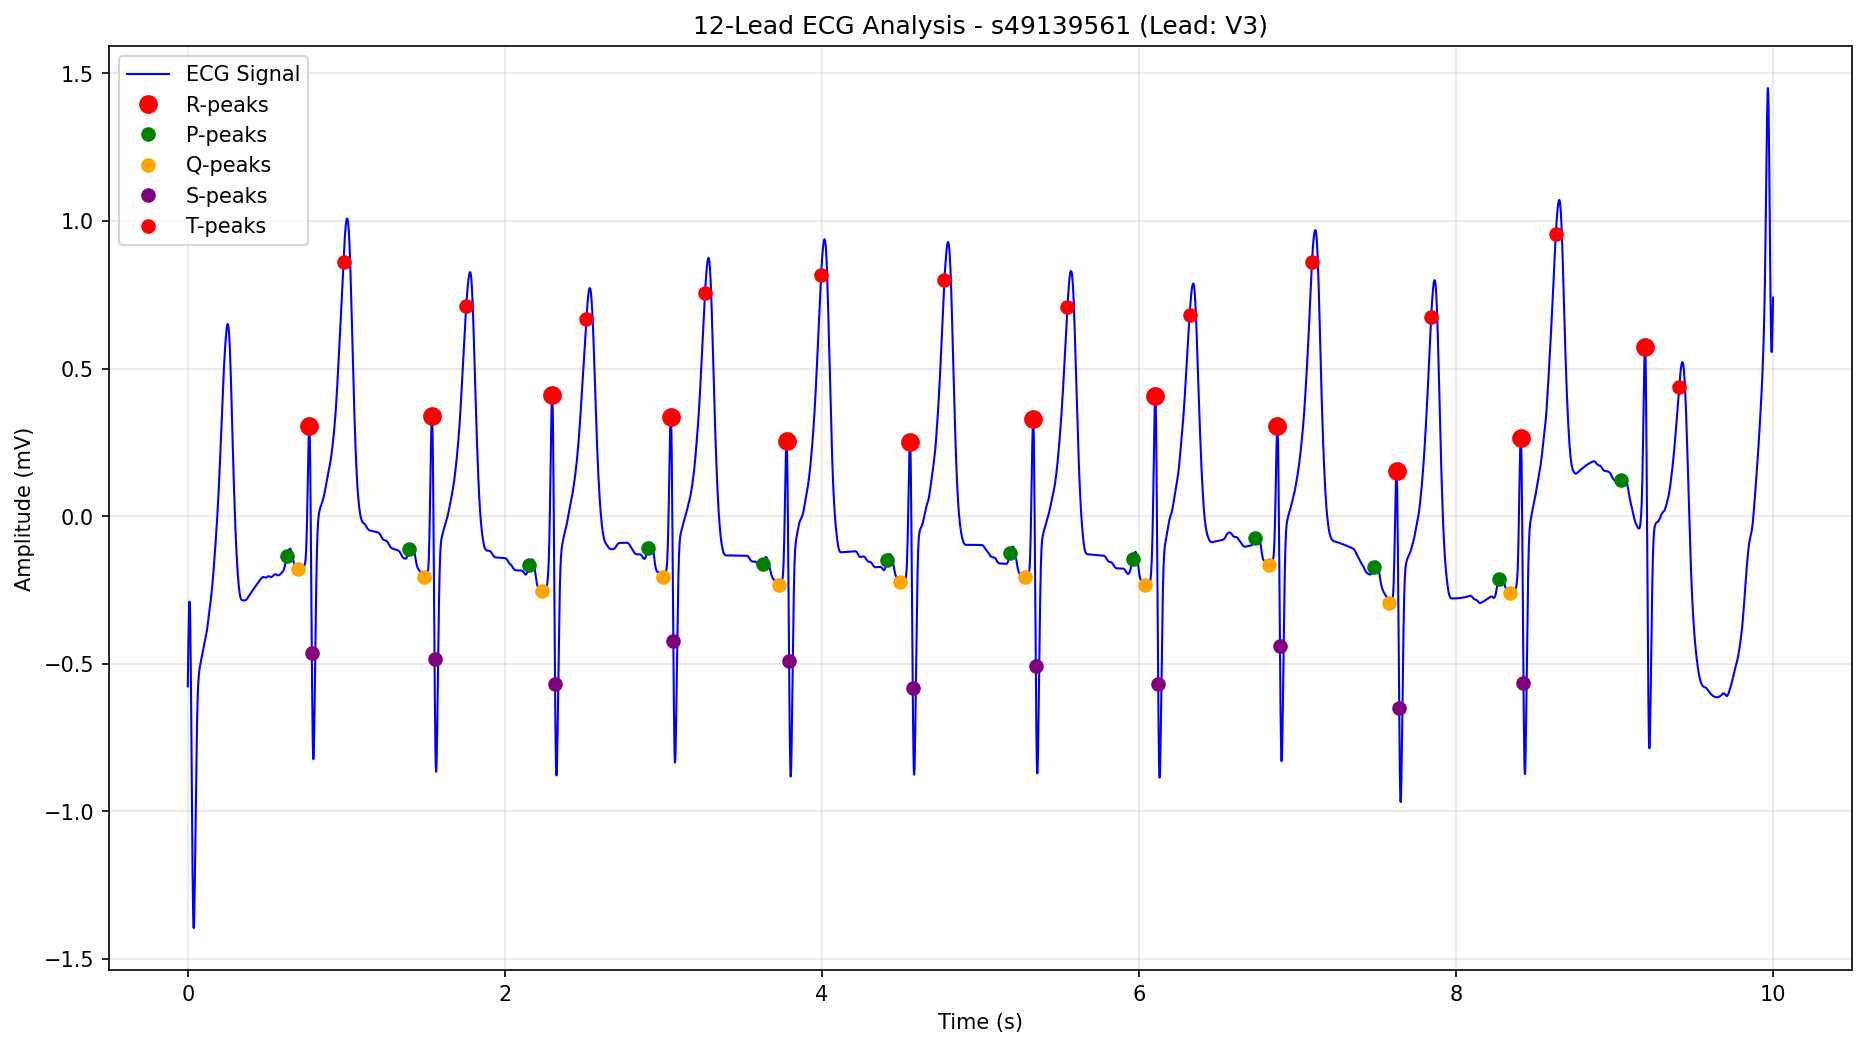 12-Lead ECG Analysis - s49139561 (Lead: V3)
ECG Signal
R-peaks
P-peaks
Q-peaks
S-peaks
T-peaks
Amplitude (mV)
1.5
1.0
0.5
0.0
−0.5
−1.0
−1.5
0 2 4 6 8 10
Time (s)